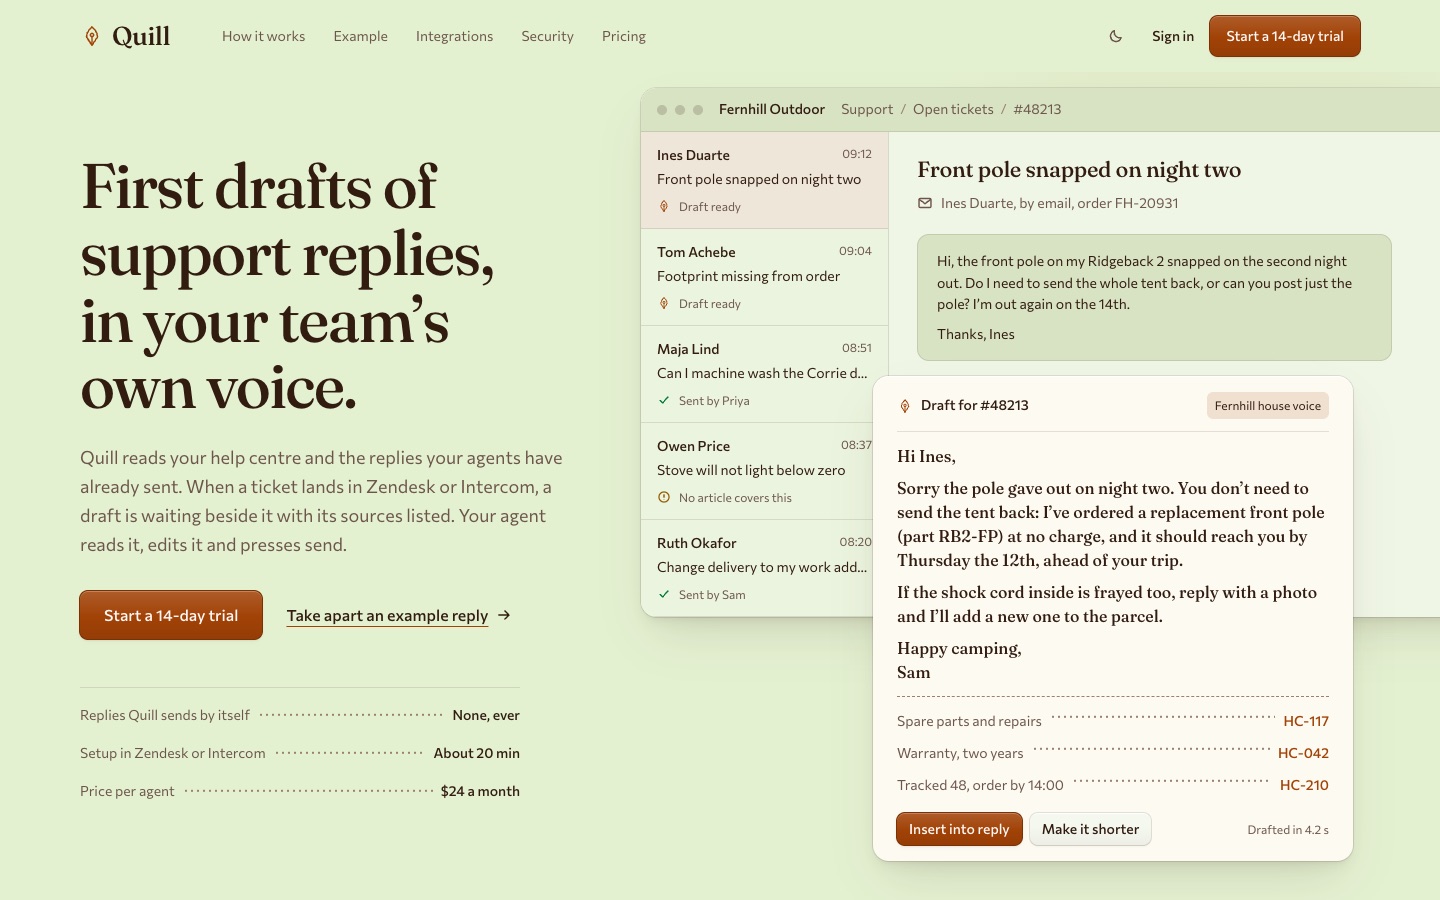 Quill
How it works
Example
Integrations
Security
Pricing
Sign in
Start a 14-day trial
First drafts of
support replies,
in your team’s
own voice.
Quill reads your help centre and the replies your agents have
already sent. When a ticket lands in Zendesk or Intercom, a
draft is waiting beside it with its sources listed. Your agent
reads it, edits it and presses send.
Start a 14-day trial
Take apart an example reply →
Replies Quill sends by itself None, ever
Setup in Zendesk or Intercom About 20 min
Price per agent $24 a month
Fernhill Outdoor Support / Open tickets / #48213
Ines Duarte 09:12
Front pole snapped on night two
Draft ready
Tom Achebe 09:04
Footprint missing from order
Draft ready
Maja Lind 08:51
Can I machine wash the Corrie d…
Sent by Priya
Owen Price 08:37
Stove will not light below zero
No article covers this
Ruth Okafor 08:20
Change delivery to my work add…
Sent by Sam
Front pole snapped on night two
Ines Duarte, by email, order FH-20931
Hi, the front pole on my Ridgeback 2 snapped on the second night
out. Do I need to send the whole tent back, or can you post just the
pole? I’m out again on the 14th.
Thanks, Ines
Draft for #48213
Fernhill house voice
Hi Ines,
Sorry the pole gave out on night two. You don’t need to
send the tent back: I’ve ordered a replacement front pole
(part RB2-FP) at no charge, and it should reach you by
Thursday the 12th, ahead of your trip.
If the shock cord inside is frayed too, reply with a photo
and I’ll add a new one to the parcel.
Happy camping,
Sam
Spare parts and repairs HC-117
Warranty, two years HC-042
Tracked 48, order by 14:00 HC-210
Insert into reply
Make it shorter
Drafted in 4.2 s